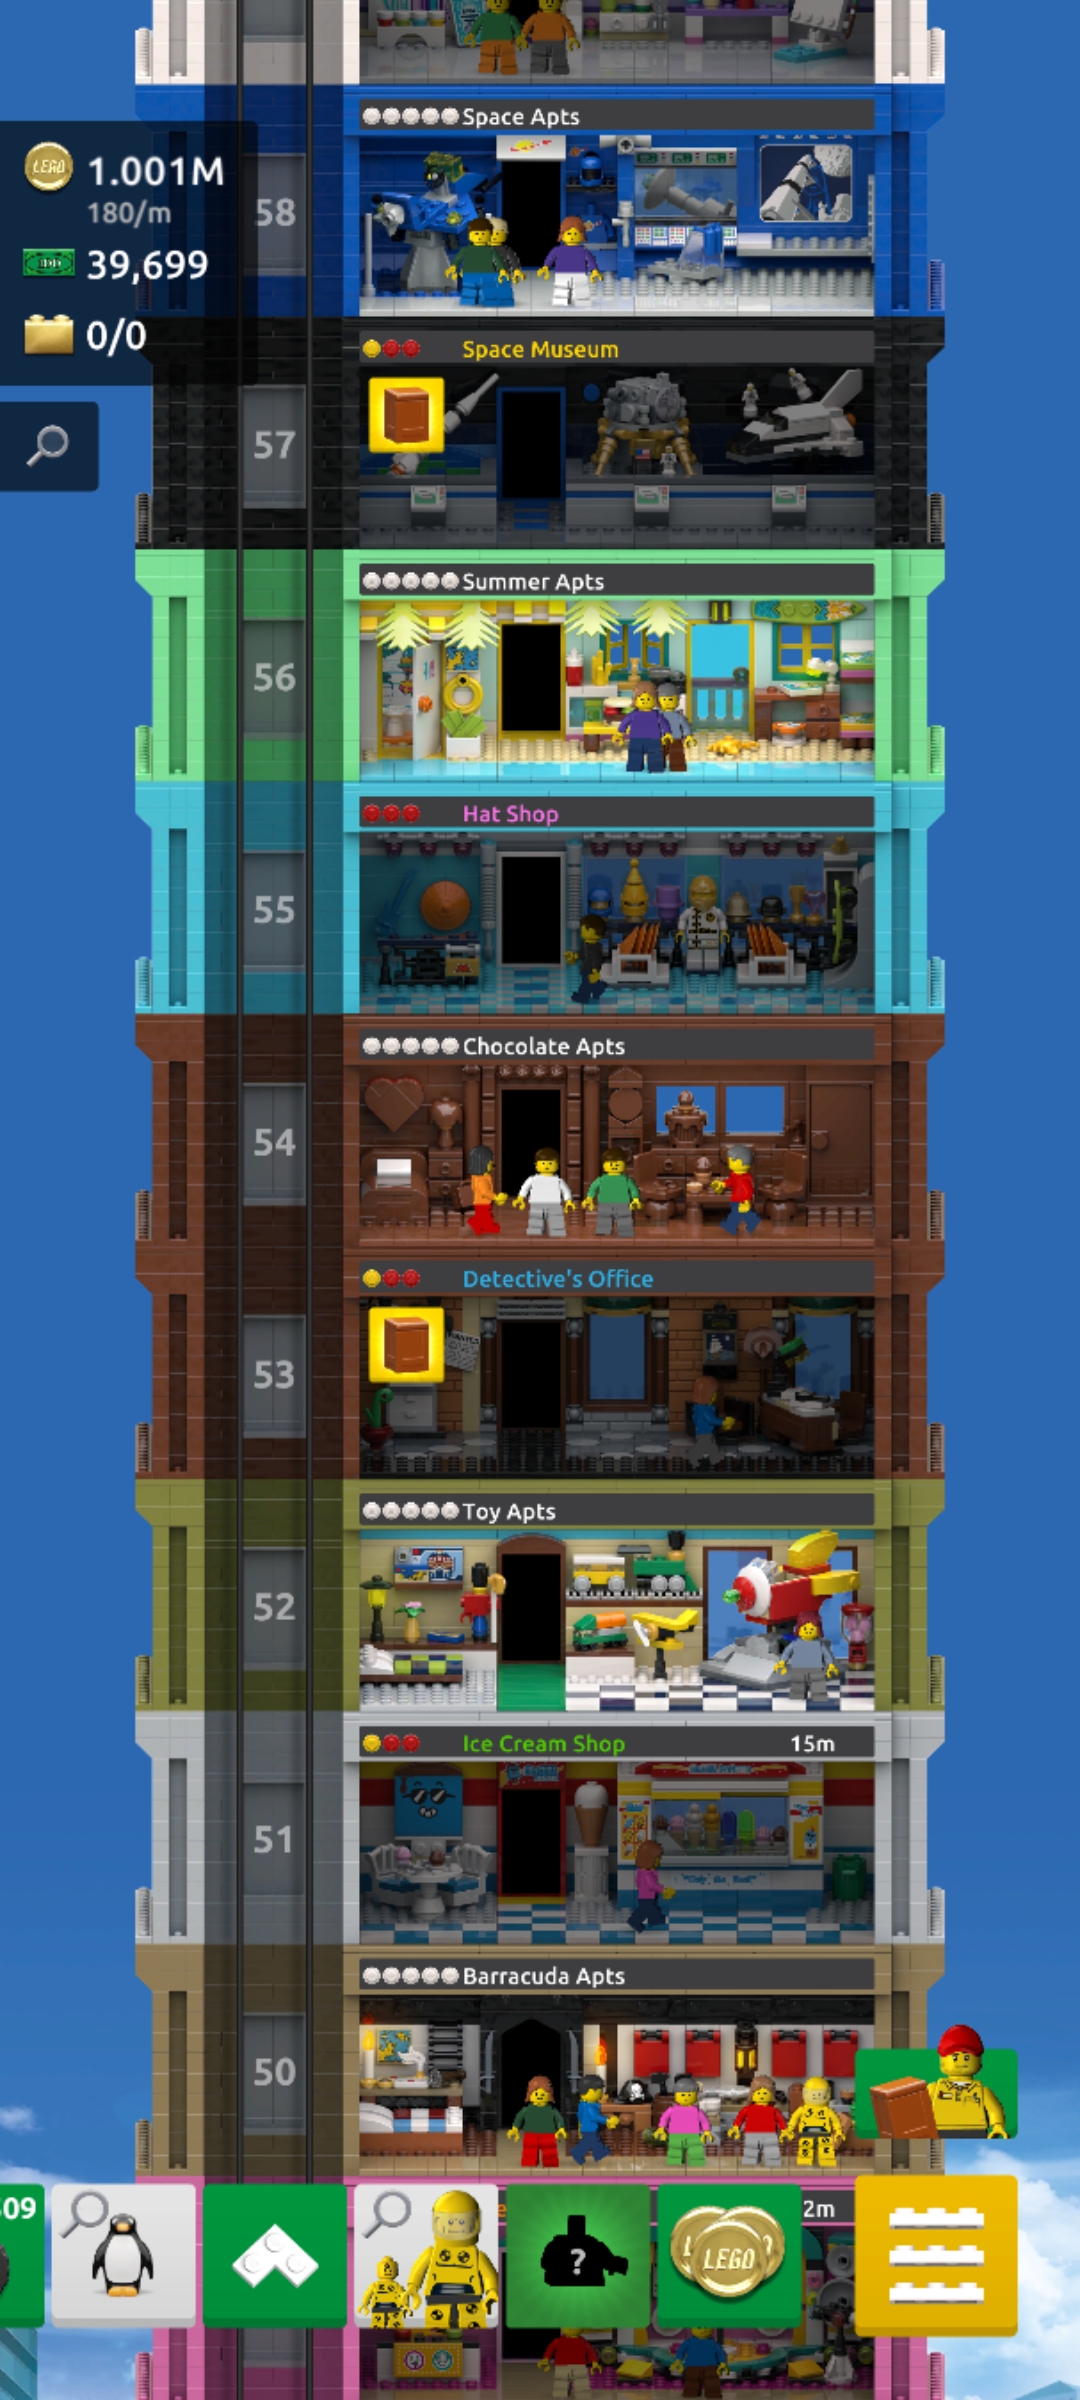 Space Apts
LEGO 1.001M
180/m
58
39,699
0/0
Space Museum
57
Summer Apts
56
Hat Shop
55
Chocolate Apts
54
Detective's Office
53
Toy Apts
52
Ice Cream Shop 15m
51
Barracuda Apts
50
09
2m
?
LEGO